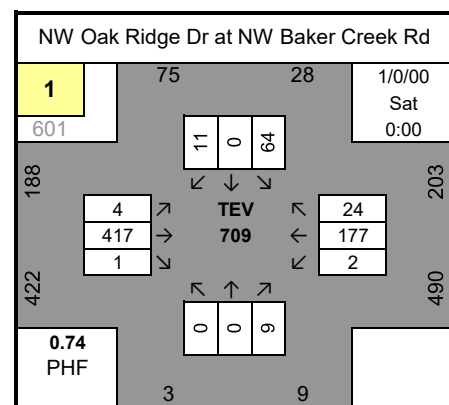 NW Oak Ridge Dr at NW Baker Creek Rd
1
601
75
28
1/0/00
Sat
0:00
188
203
11 0 64
↙ ↓ ↘
4 ↗
417 →
1 ↘
TEV
709
↖ 24
← 177
↙ 2
422
490
↖ ↑ ↗
0 0 9
0.74
PHF
3
9